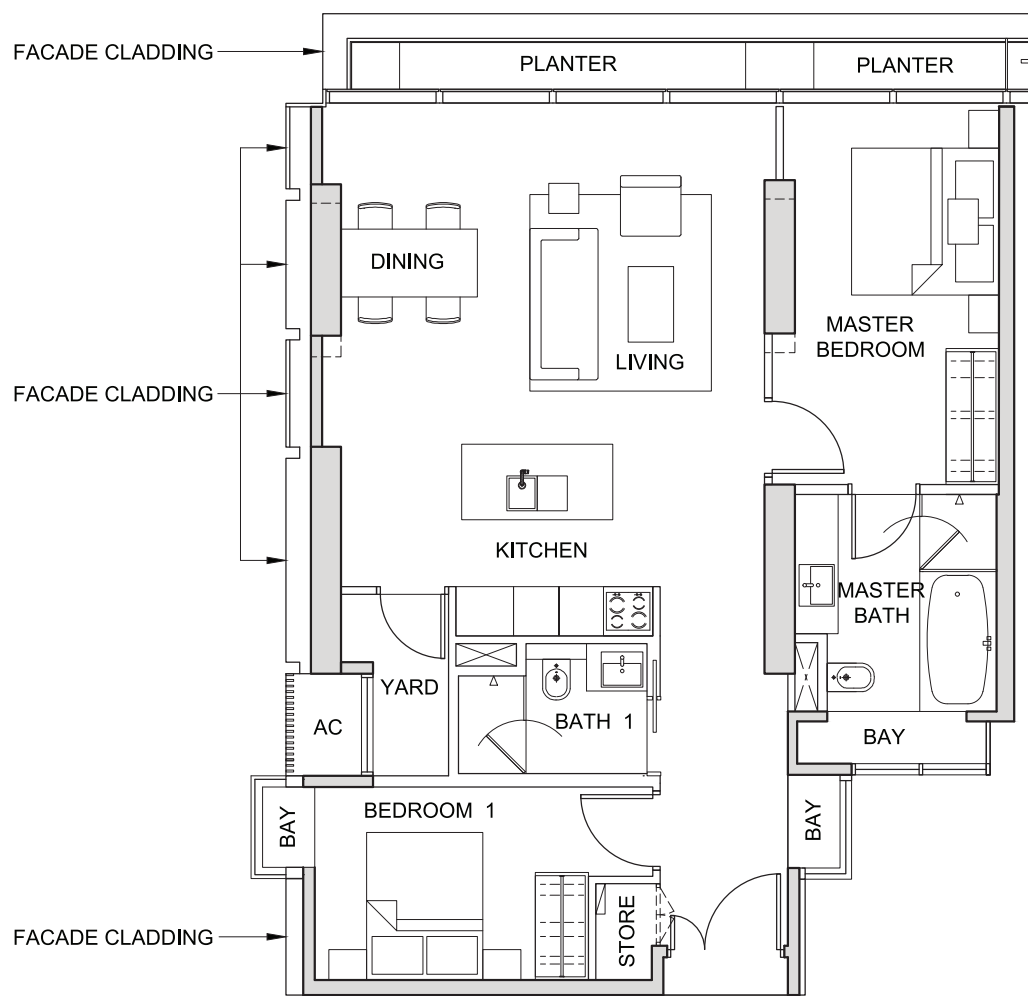 FACADE CLADDING
PLANTER
PLANTER
DINING
MASTER
BEDROOM
LIVING
FACADE CLADDING
KITCHEN
MASTER
BATH
YARD
BATH 1
AC
BAY
BEDROOM 1
BAY
BAY
STORE
FACADE CLADDING